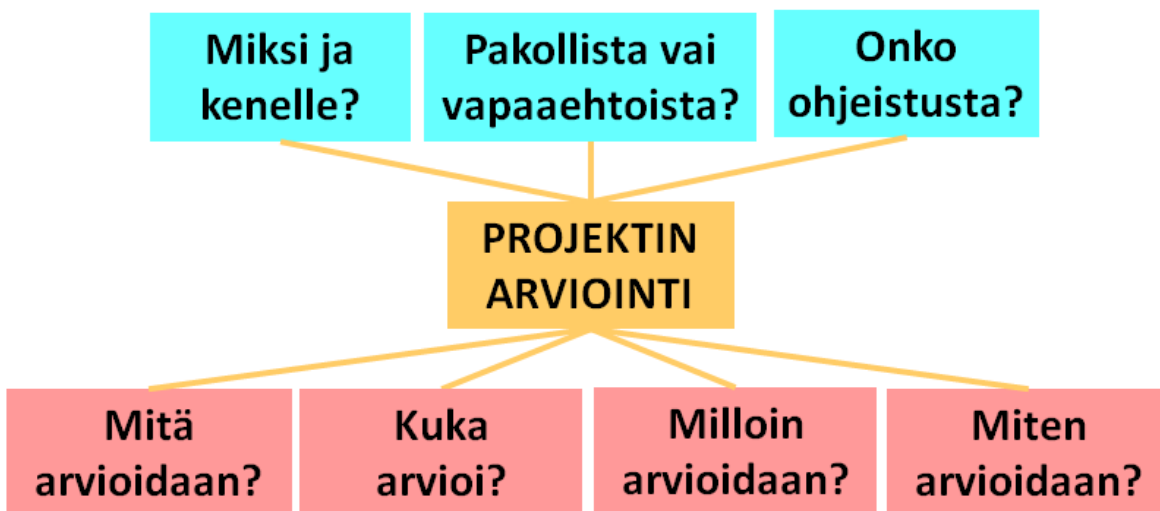 Miksi ja
kenelle?
Pakollista vai
vapaaehtoista?
Onko
ohjeistusta?
PROJEKTIN
ARVIOINTI
Mitä
arvioidaan?
Kuka
arvioi?
Milloin
arvioidaan?
Miten
arvioidaan?